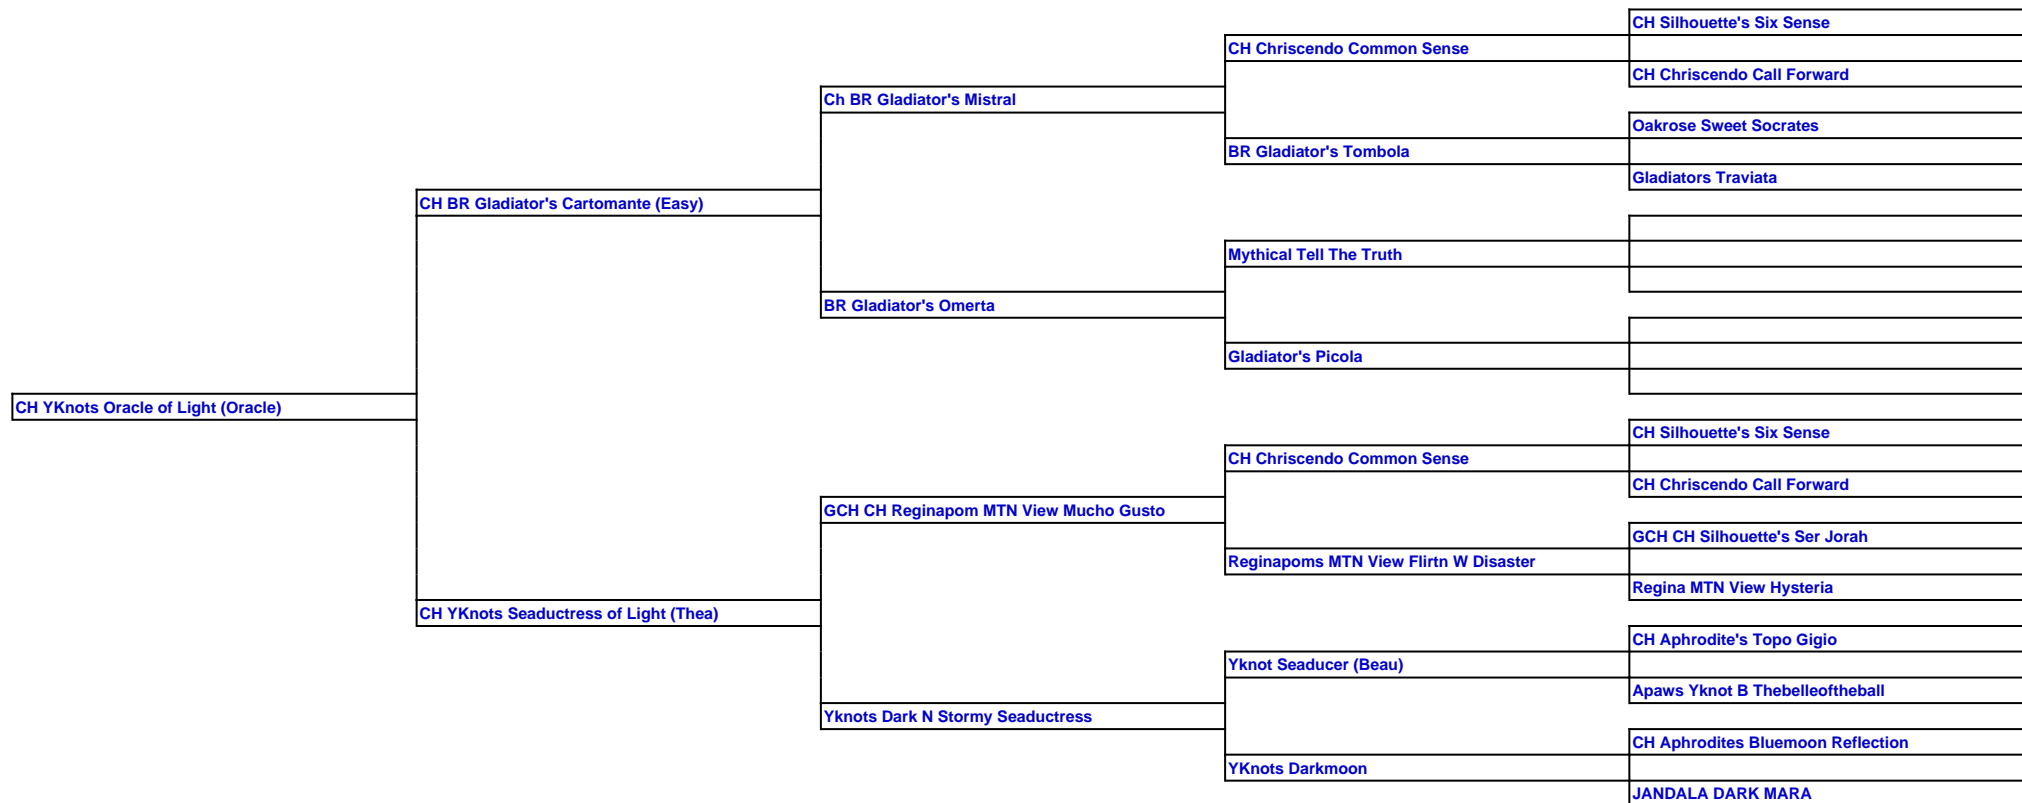 CH Silhouette's Six Sense
CH Chriscendo Common Sense
CH Chriscendo Call Forward
Ch BR Gladiator's Mistral
Oakrose Sweet Socrates
BR Gladiator's Tombola
Gladiators Traviata
CH BR Gladiator's Cartomante (Easy)
Mythical Tell The Truth
BR Gladiator's Omerta
Gladiator's Picola
CH YKnots Oracle of Light (Oracle)
CH Silhouette's Six Sense
CH Chriscendo Common Sense
CH Chriscendo Call Forward
GCH CH Reginapom MTN View Mucho Gusto
GCH CH Silhouette's Ser Jorah
Reginapoms MTN View Flirtn W Disaster
Regina MTN View Hysteria
CH YKnots Seaductress of Light (Thea)
CH Aphrodite's Topo Gigio
Yknot Seaducer (Beau)
Apaws Yknot B Thebelleoftheball
Yknots Dark N Stormy Seaductress
CH Aphrodites Bluemoon Reflection
YKnots Darkmoon
JANDALA DARK MARA